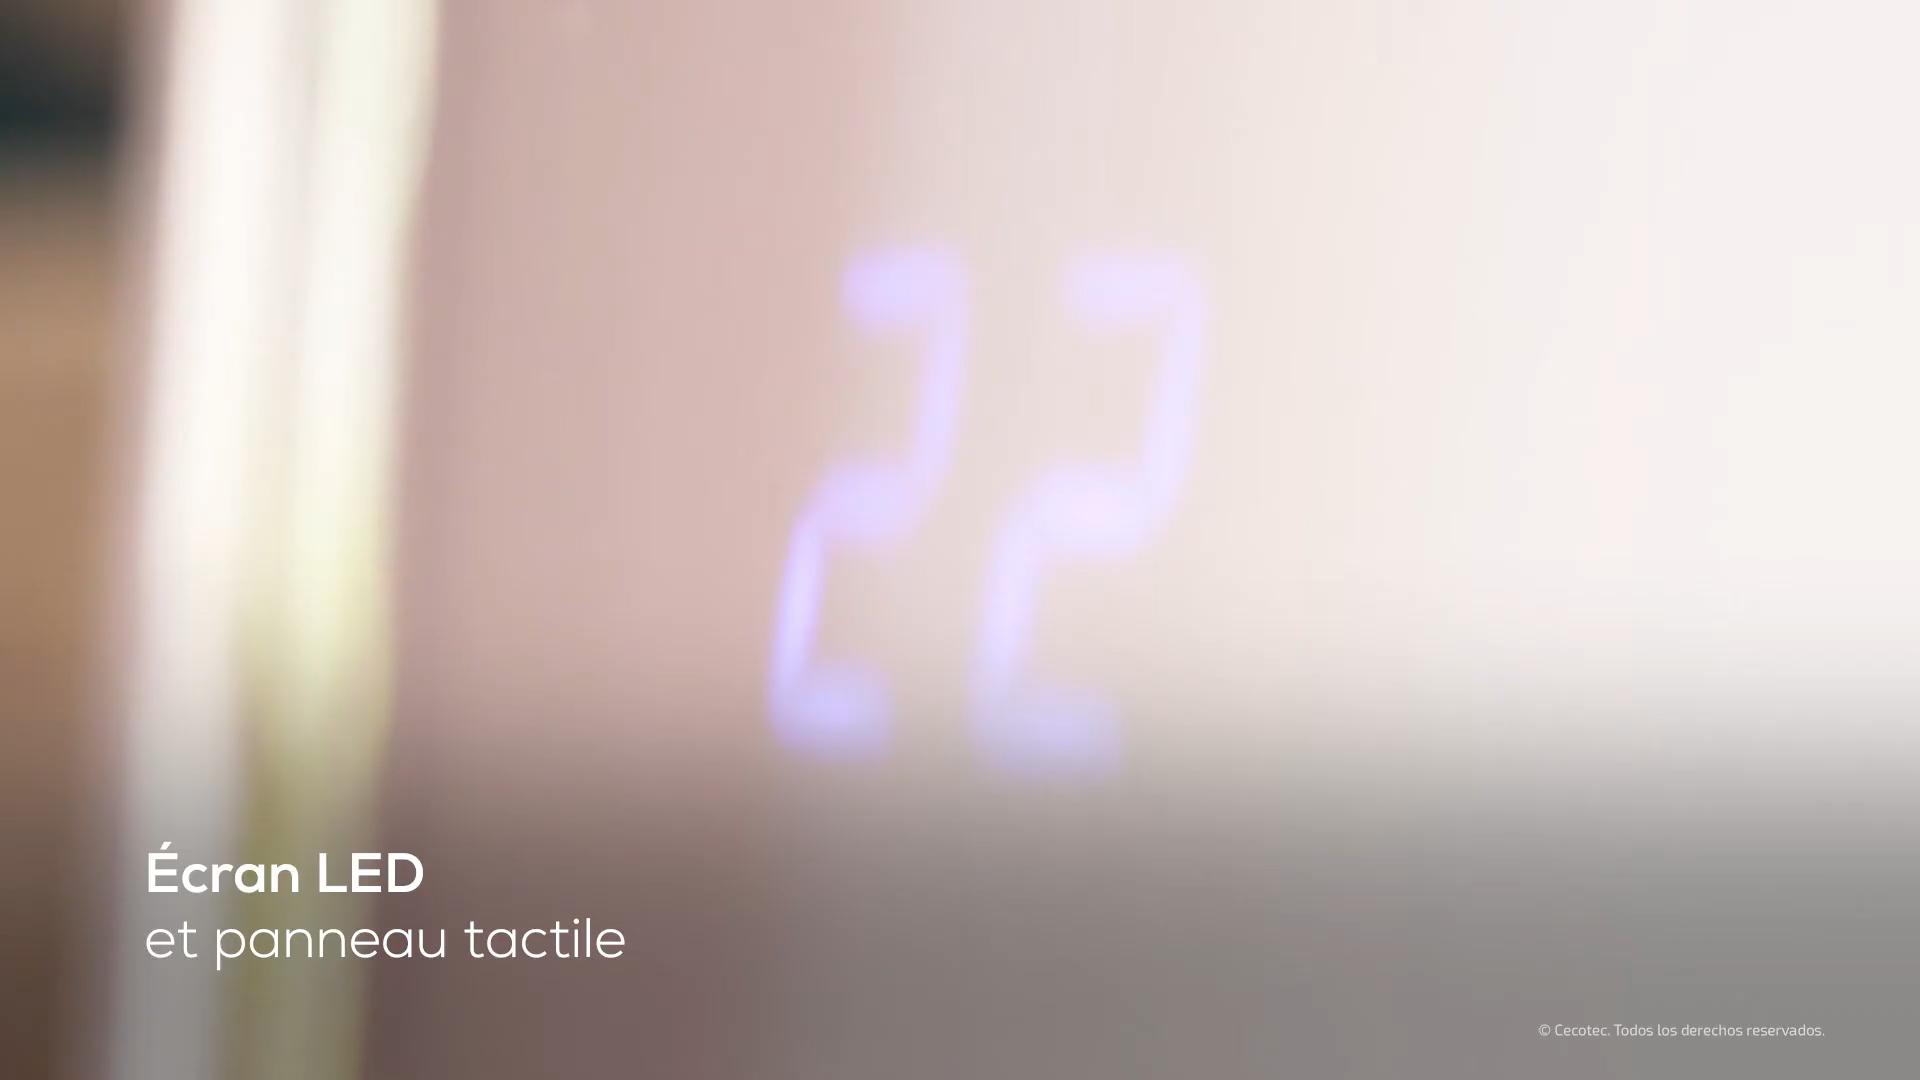 22
Écran LED
et panneau tactile
© Cecotec. Todos los derechos reservados.